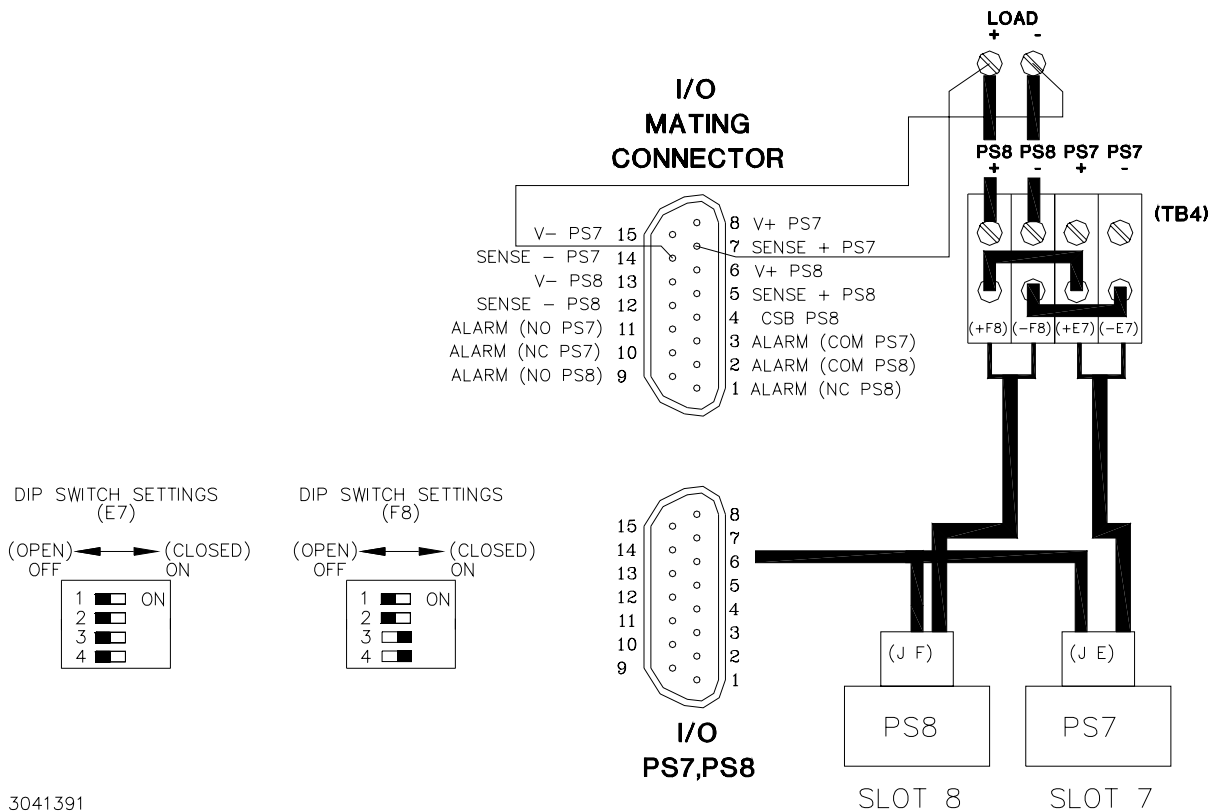 LOAD
+ -
I/O
MATING
CONNECTOR
PS8 PS8 PS7 PS7
+ - + -
(TB4)
V- PS7 15
SENSE - PS7 14
V- PS8 13
SENSE - PS8 12
ALARM (NO PS7) 11
ALARM (NC PS7) 10
ALARM (NO PS8) 9
8 V+ PS7
7 SENSE + PS7
6 V+ PS8
5 SENSE + PS8
4 CSB PS8
3 ALARM (COM PS7)
2 ALARM (COM PS8)
1 ALARM (NC PS8)
(+F8) (-F8) (+E7) (-E7)
DIP SWITCH SETTINGS
(E7)
(OPEN) (CLOSED)
OFF ON
1 ON
2
3
4
DIP SWITCH SETTINGS
(F8)
(OPEN) (CLOSED)
OFF ON
1 ON
2
3
4
15
14
13
12
11
10
9
8
7
6
5
4
3
2
1
I/O
PS7,PS8
(J F)
PS8
SLOT 8
(J E)
PS7
SLOT 7
3041391